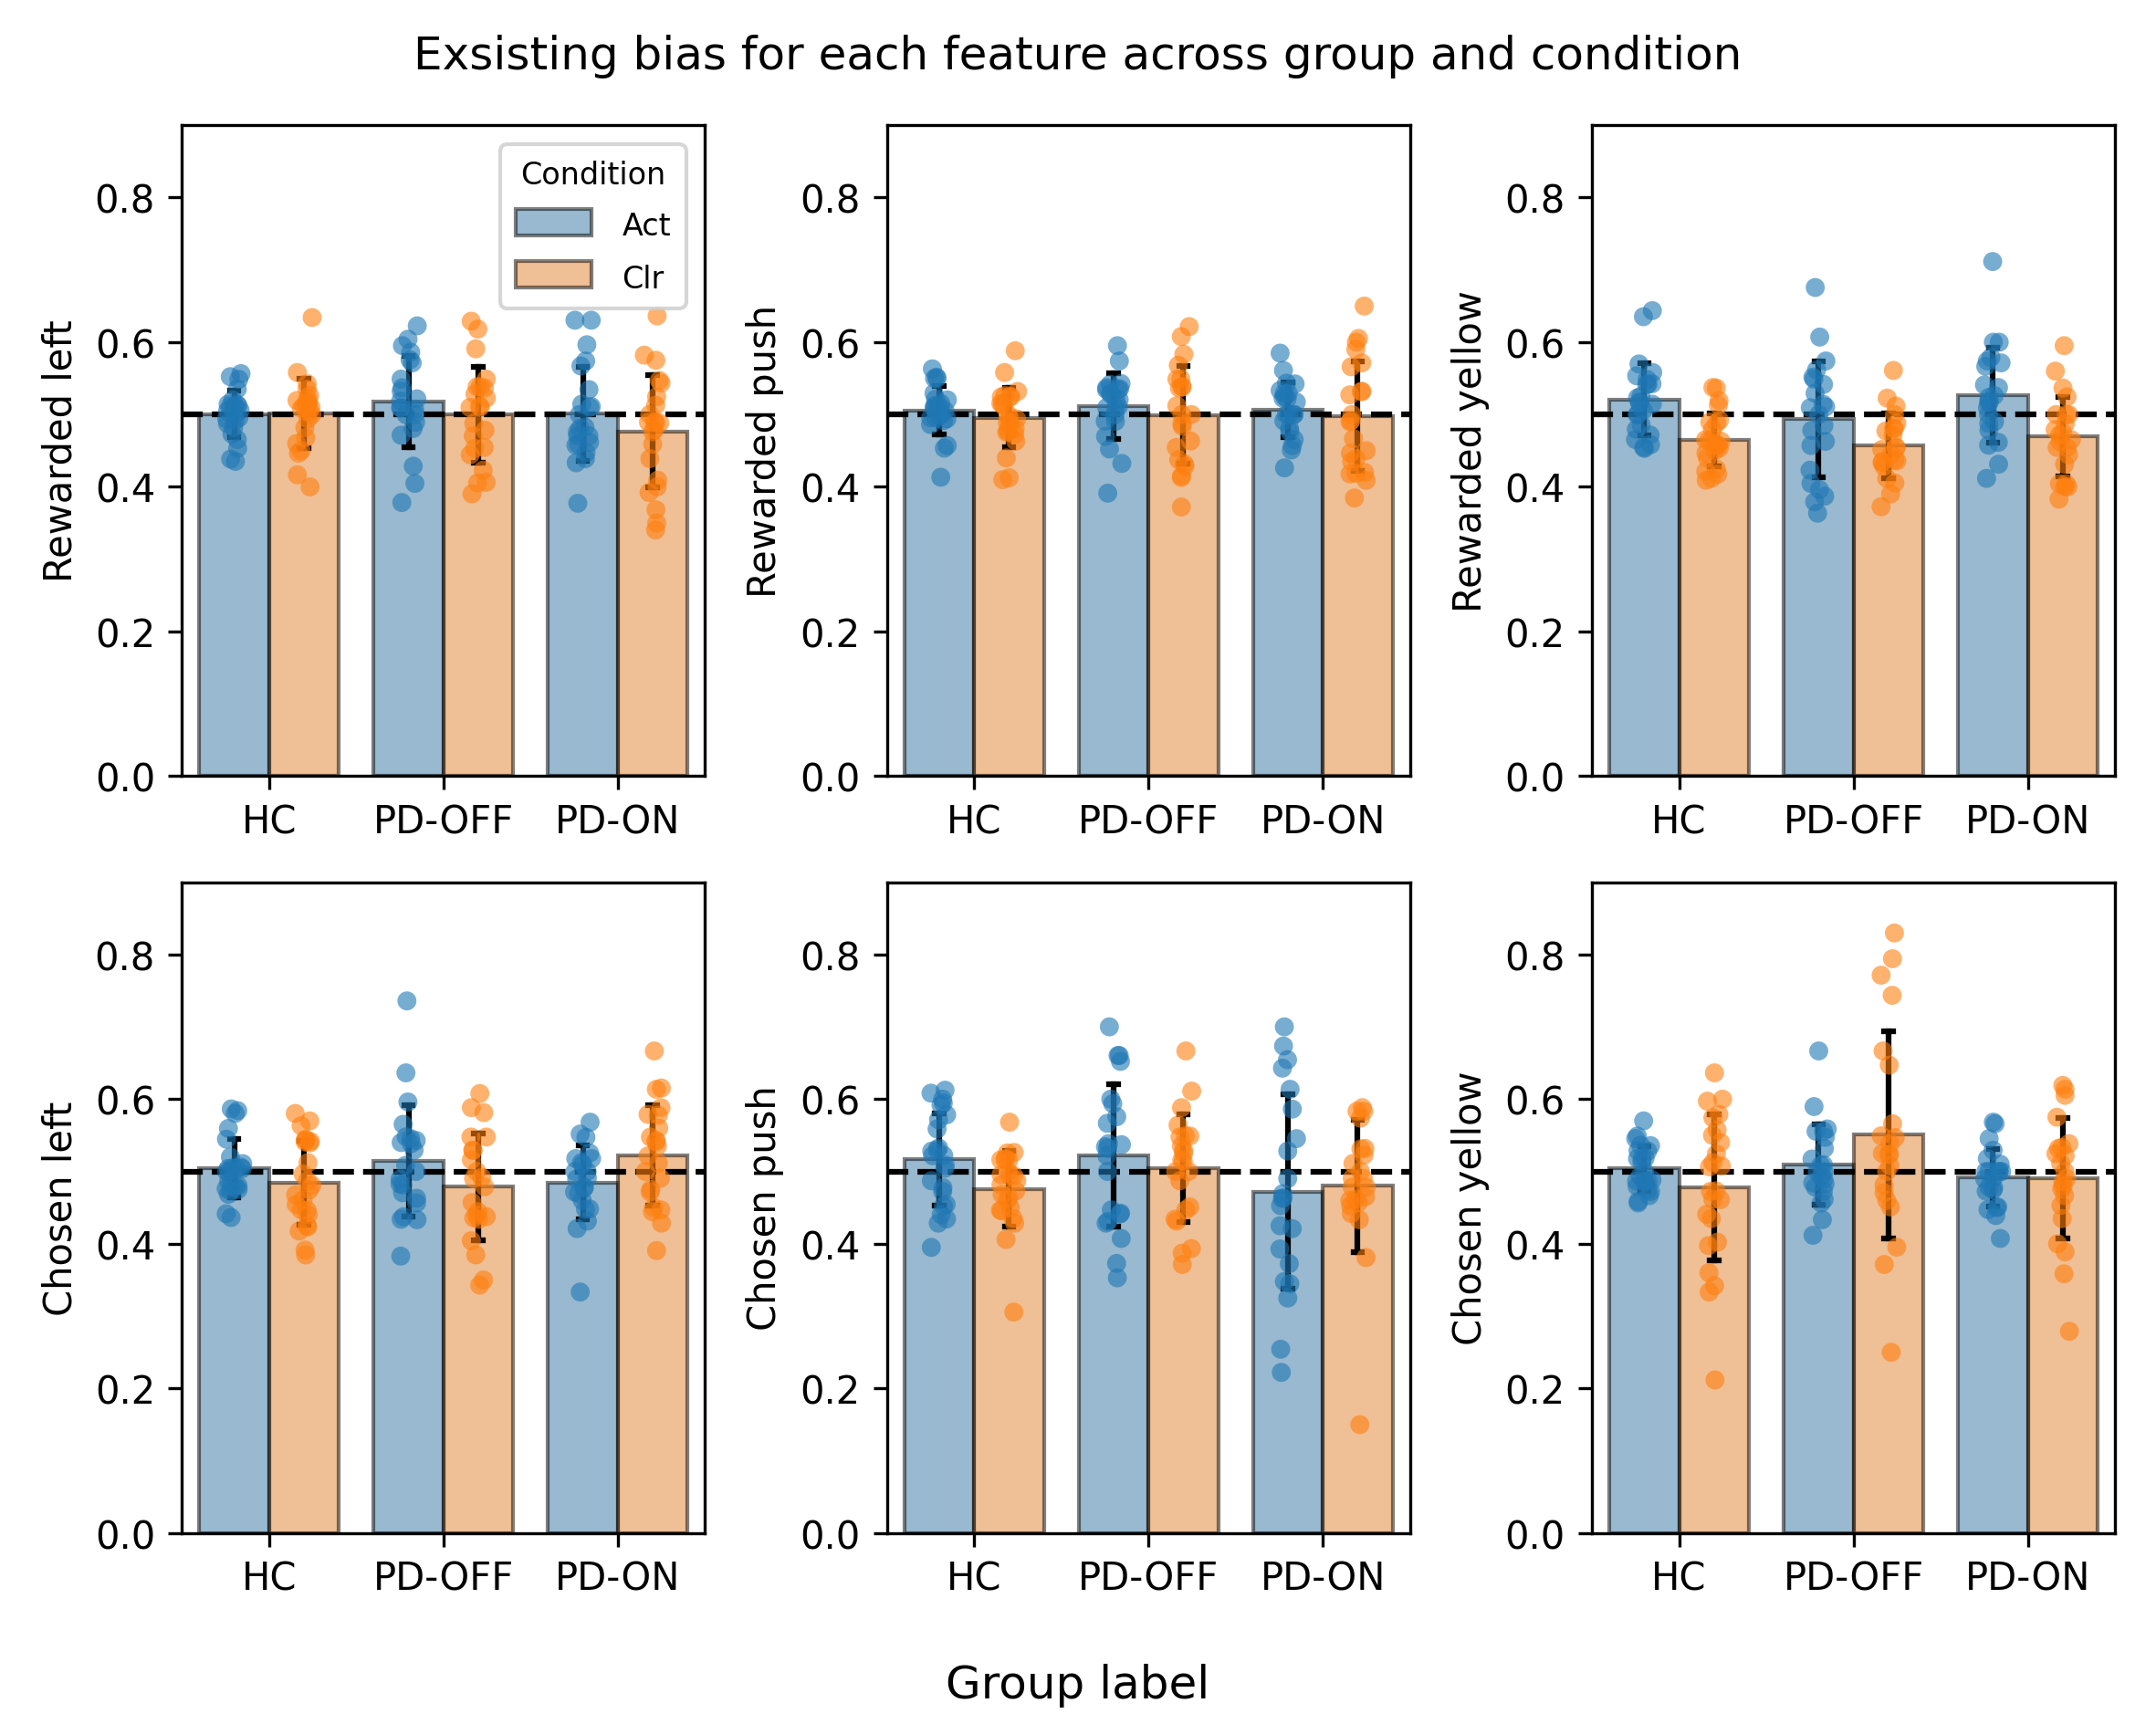 Exsisting bias for each feature across group and condition
Rewarded left
0.8
0.6
0.4
0.2
0.0
Condition
Act
Clr
HC PD-OFF PD-ON
Rewarded push
0.8
0.6
0.4
0.2
0.0
HC PD-OFF PD-ON
Rewarded yellow
0.8
0.6
0.4
0.2
0.0
HC PD-OFF PD-ON
Chosen left
0.8
0.6
0.4
0.2
0.0
HC PD-OFF PD-ON
Chosen push
0.8
0.6
0.4
0.2
0.0
HC PD-OFF PD-ON
Chosen yellow
0.8
0.6
0.4
0.2
0.0
HC PD-OFF PD-ON
Group label